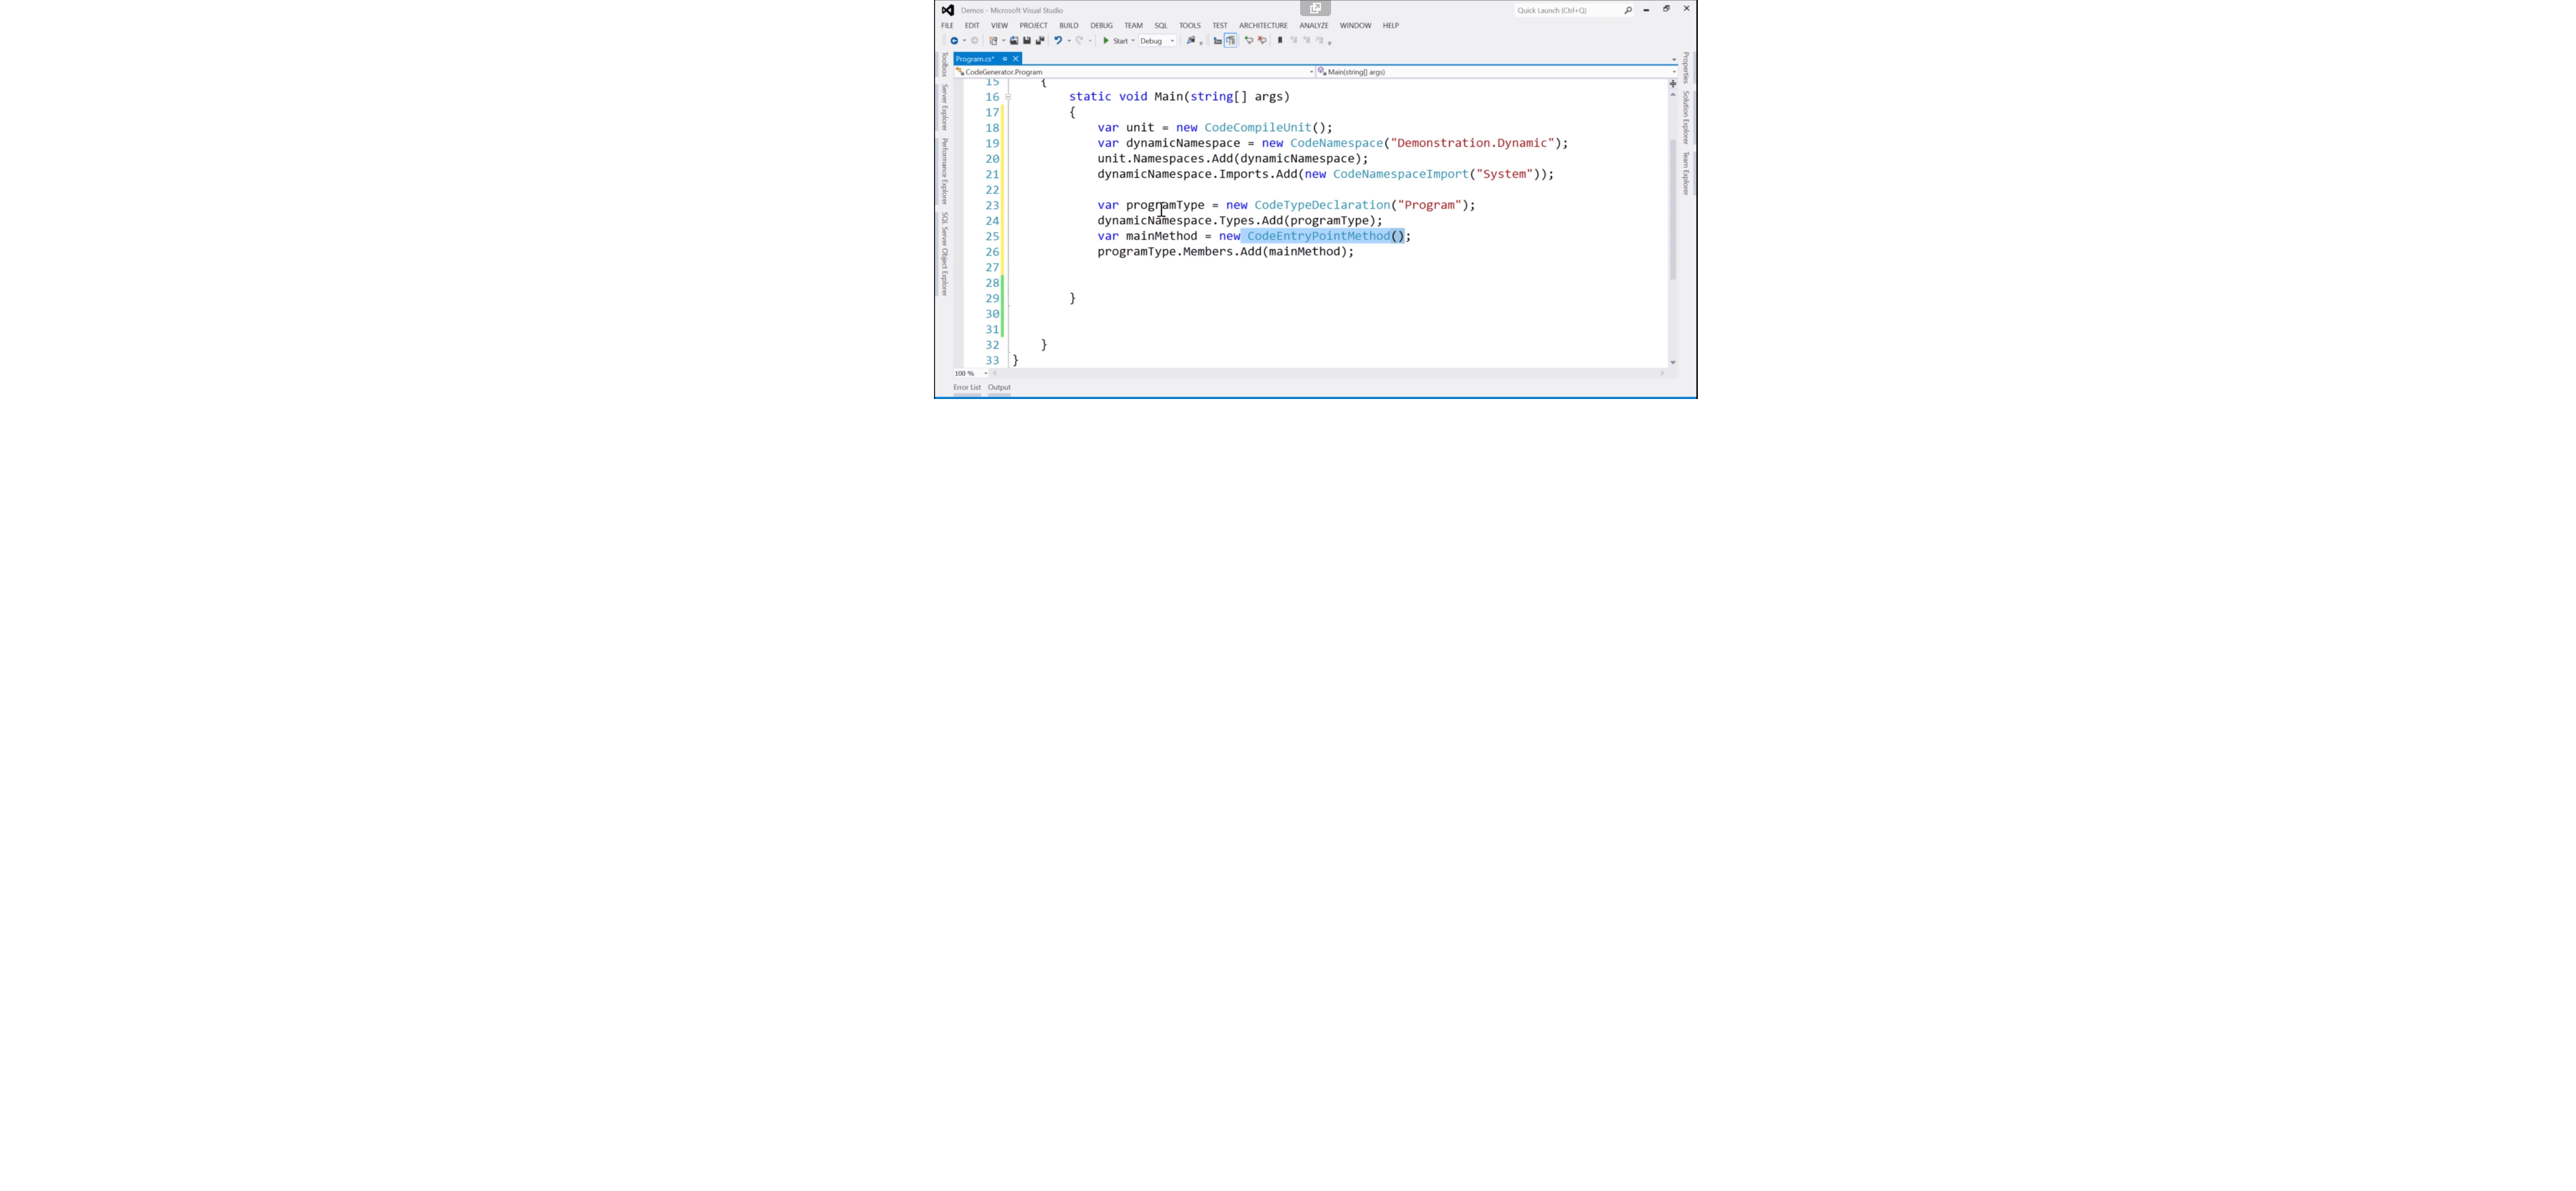 Demos - Microsoft Visual Studio
Quick Launch (Ctrl+Q)
FILE EDIT VIEW PROJECT BUILD DEBUG TEAM SQL TOOLS TEST ARCHITECTURE ANALYZE WINDOW HELP
Start Debug
Program.cs*
CodeGenerator.Program Main(string[] args)
15 {
16 static void Main(string[] args)
17 {
18 var unit = new CodeCompileUnit();
19 var dynamicNamespace = new CodeNamespace("Demonstration.Dynamic");
20 unit.Namespaces.Add(dynamicNamespace);
21 dynamicNamespace.Imports.Add(new CodeNamespaceImport("System"));
22
23 var programType = new CodeTypeDeclaration("Program");
24 dynamicNamespace.Types.Add(programType);
25 var mainMethod = new CodeEntryPointMethod();
26 programType.Members.Add(mainMethod);
27
28
29 }
30
31
32 }
33 }
100 %
Error List Output
Toolbox
Server Explorer
Performance Explorer
SQL Server Object Explorer
Properties
Solution Explorer
Team Explorer